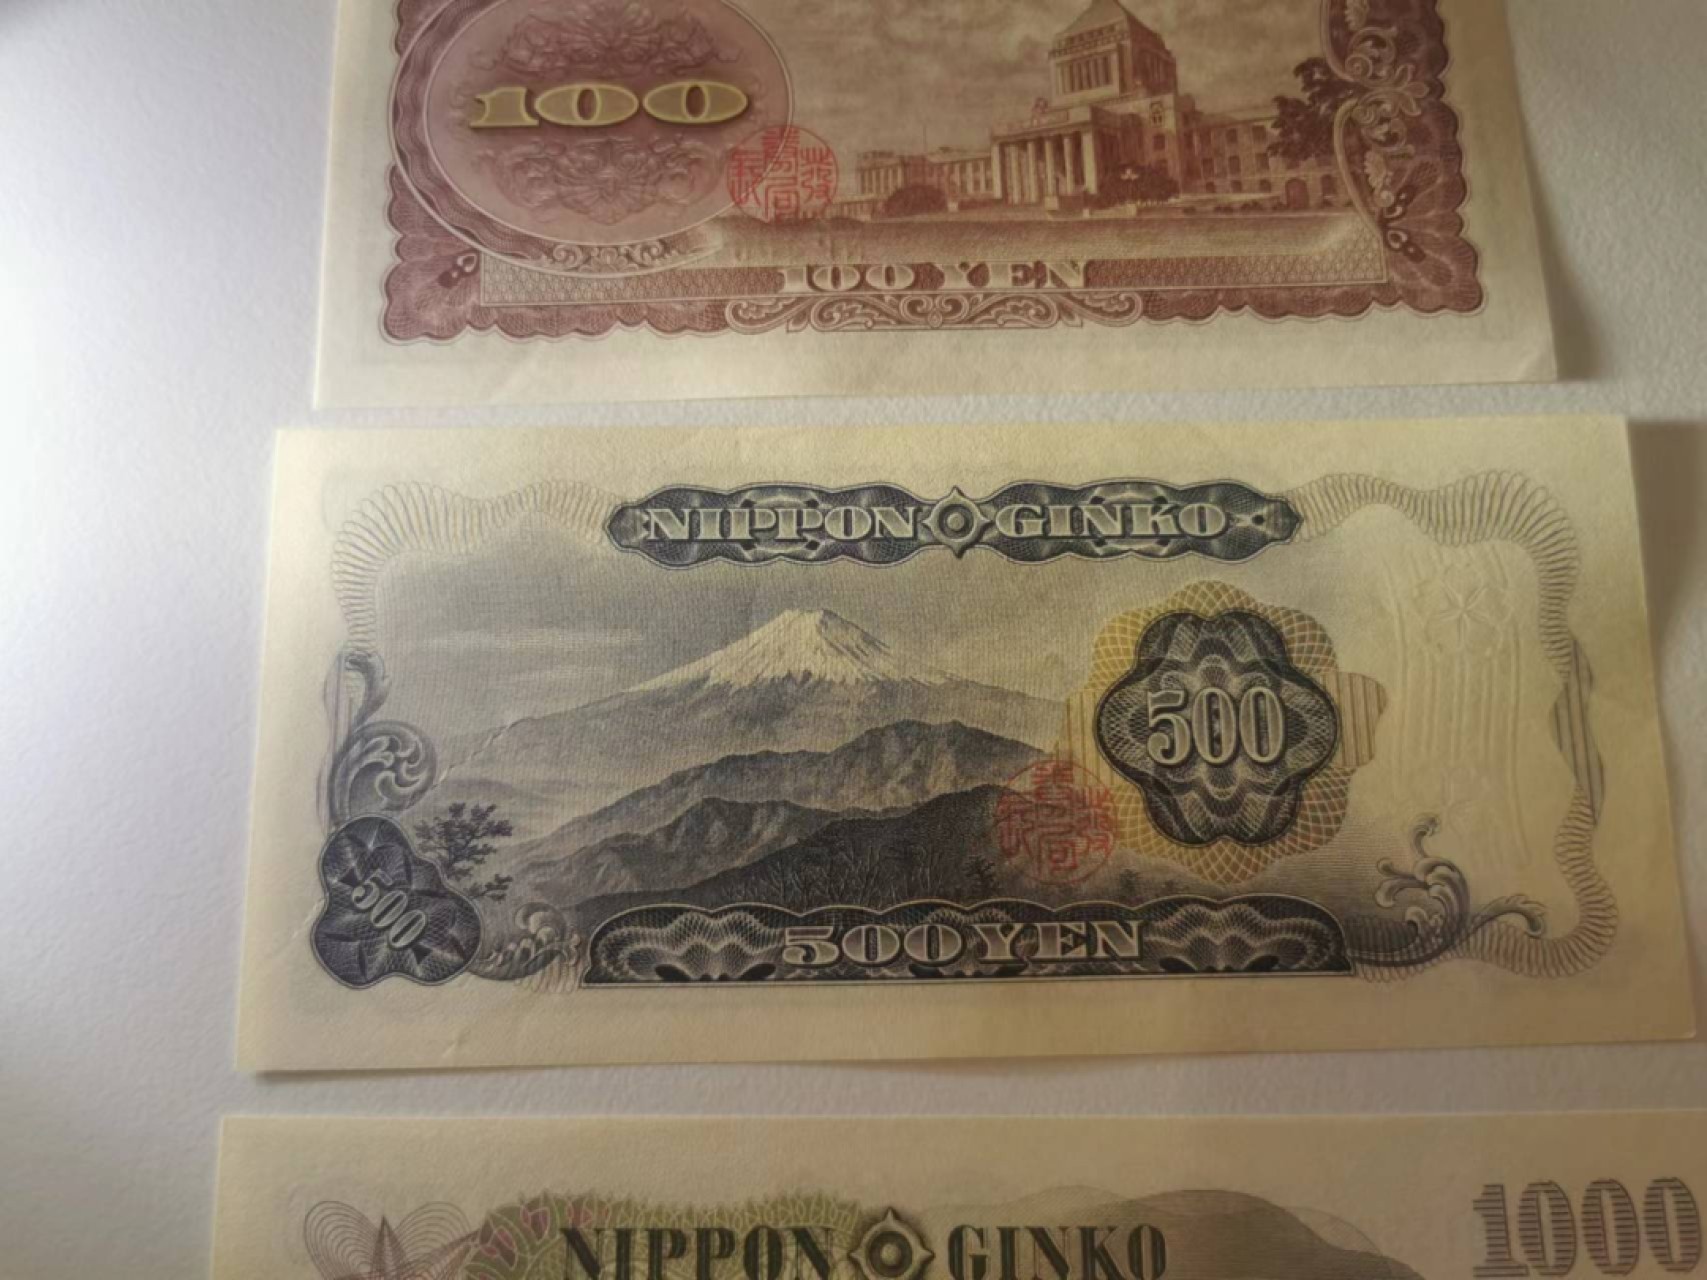 100
100 YEN
NIPPON GINKO
500
500
500 YEN
1000
NIPPON GINKO